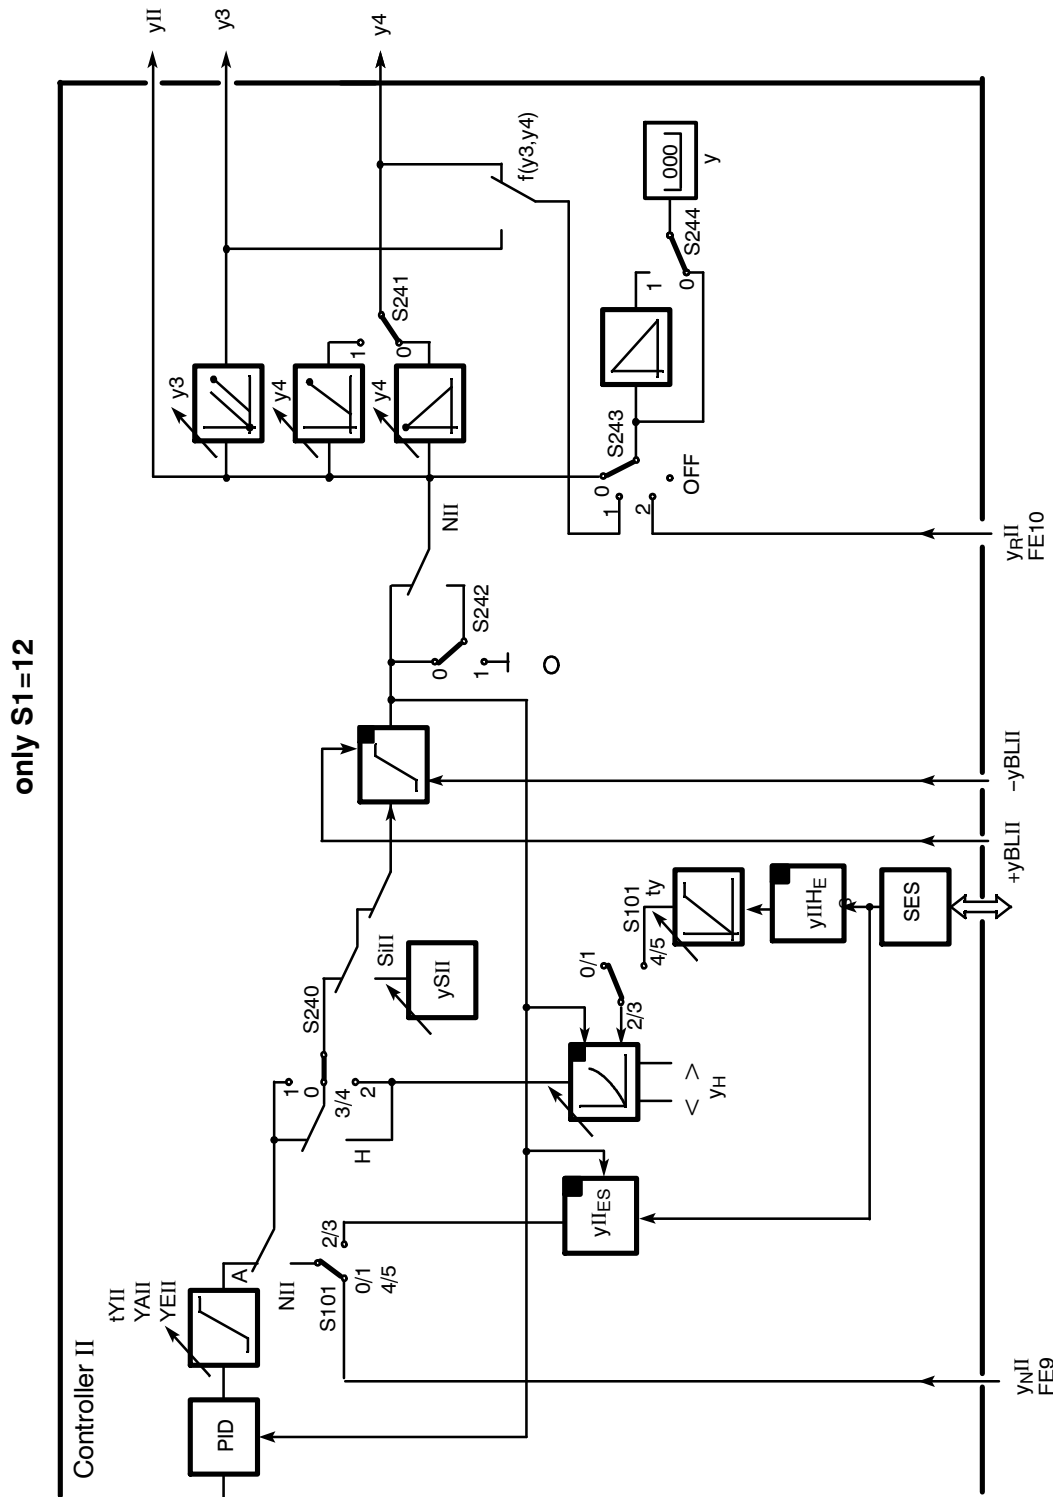 only S1=12
Controller II
PID
tYII
YAII
YEII
A
NII
S101
2/3
0/1
4/5
yNII
FE9
yIIES
H
1
0
3/4
2
S240
SiII
ySII
< >
yH
0/1
2/3
S101
4/5
ty
yIIHE
S
SES
+yBLII
−yBLII
0
1
S242
O
NII
y3
y4
y4
1
0
S241
yII
y3
y4
f(y3,y4)
0
1
2
S243
OFF
yRII
FE10
1
0
S244
000
y